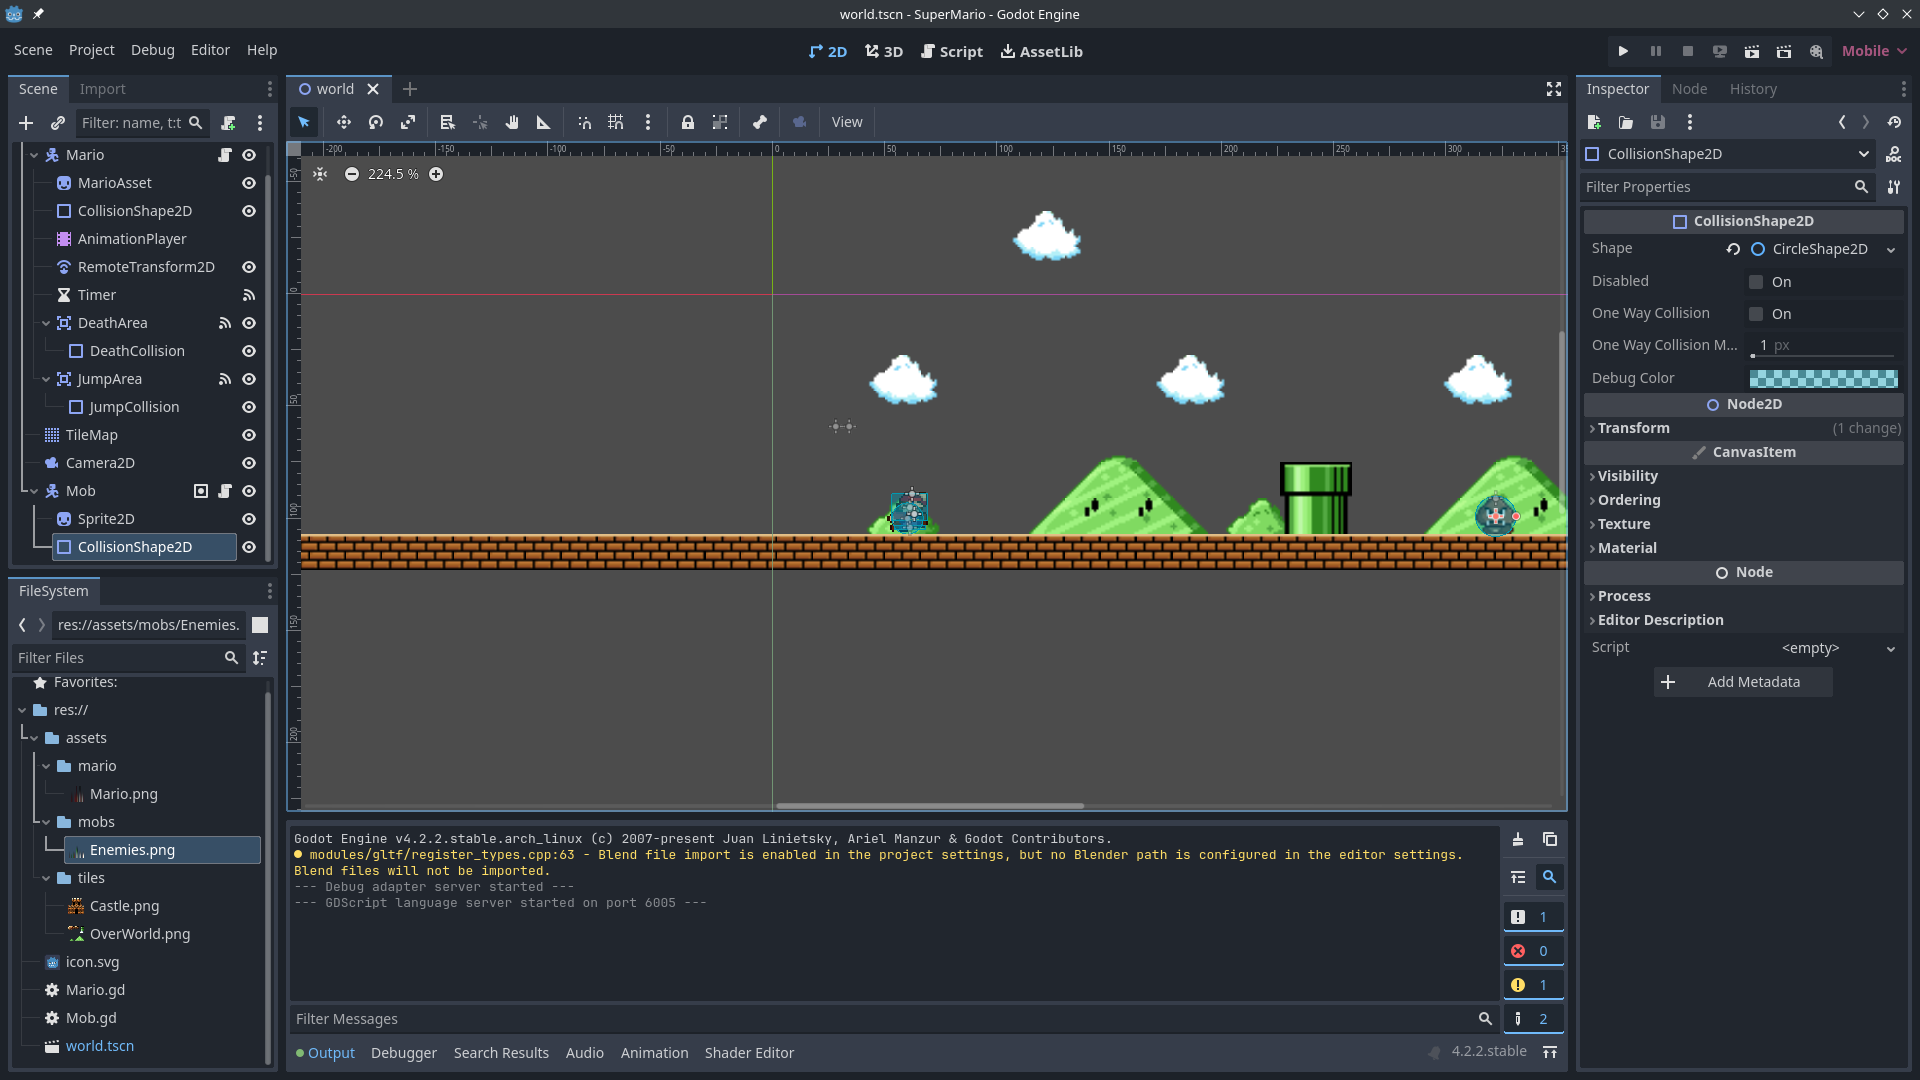 world.tscn - SuperMario - Godot Engine
Scene Project Debug Editor Help
2D 3D Script AssetLib
Mobile
Scene Import
Filter: name, t:t
Mario
MarioAsset
CollisionShape2D
AnimationPlayer
RemoteTransform2D
Timer
DeathArea
DeathCollision
JumpArea
JumpCollision
TileMap
Camera2D
Mob
Sprite2D
CollisionShape2D
FileSystem
res://assets/mobs/Enemies.
Filter Files
Favorites:
res://
assets
mario
Mario.png
mobs
Enemies.png
tiles
Castle.png
OverWorld.png
icon.svg
Mario.gd
Mob.gd
world.tscn
world
View
-200 -150 -100 -50 0 50 100 150 200 250 300 35
-50
0
50
100
150
200
224.5 %
Godot Engine v4.2.2.stable.arch_linux (c) 2007-present Juan Linietsky, Ariel Manzur & Godot Contributors.
modules/gltf/register_types.cpp:63 - Blend file import is enabled in the project settings, but no Blender path is configured in the editor settings.
Blend files will not be imported.
--- Debug adapter server started ---
--- GDScript language server started on port 6005 ---
1
0
1
2
Filter Messages
Output Debugger Search Results Audio Animation Shader Editor
4.2.2.stable
Inspector Node History
CollisionShape2D
DOC
Filter Properties
CollisionShape2D
Shape CircleShape2D
Disabled On
One Way Collision On
One Way Collision M... 1 px
Debug Color
Node2D
Transform (1 change)
CanvasItem
Visibility
Ordering
Texture
Material
Node
Process
Editor Description
Script <empty>
Add Metadata